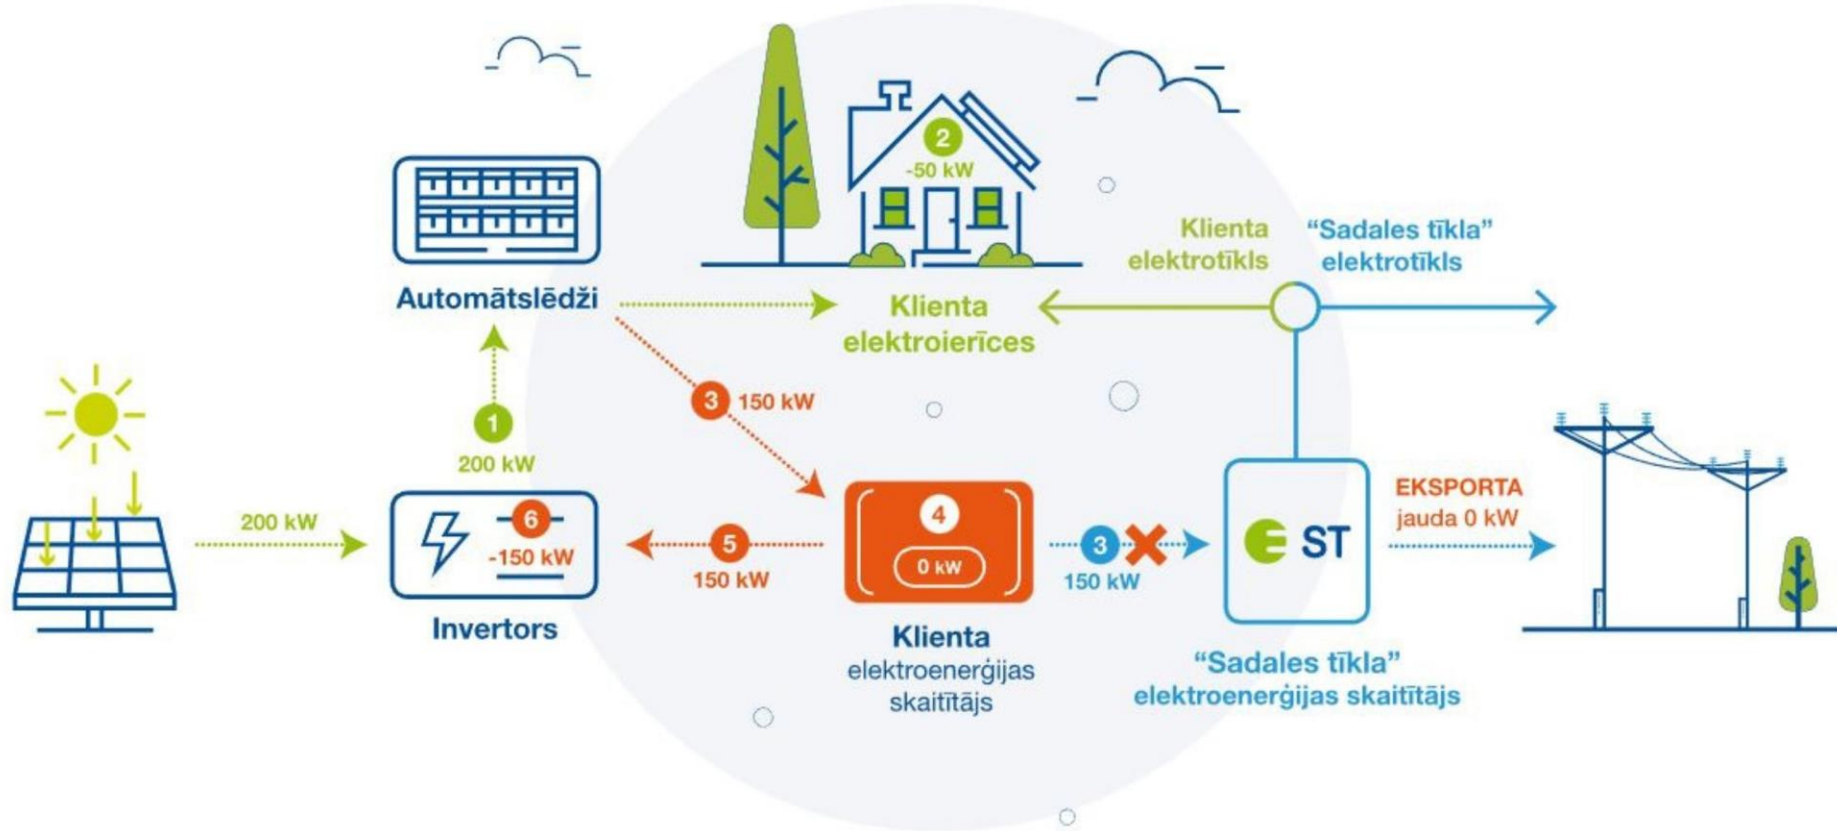 2
-50 kW
Klienta
elektrotīkls
“Sadales tīkla”
elektrotīkls
Automātslēdži
Klienta
elektroierīces
3 150 kW
1
200 kW
200 kW
6
-150 kW
Invertors
5
150 kW
4
0 kW
Klienta
elektroenerģijas
skaitītājs
3
150 kW
ST
“Sadales tīkla”
elektroenerģijas skaitītājs
EKSPORTA
jauda 0 kW